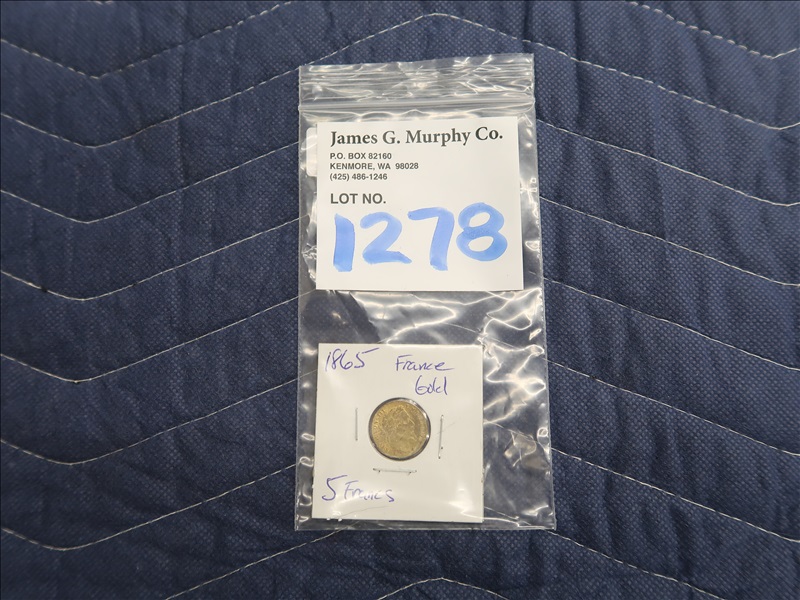 James G. Murphy Co.
P.O. BOX 82160
KENMORE, WA 98028
(425) 486-1246
LOT NO.
1278
1865 France
Gold
5 Francs